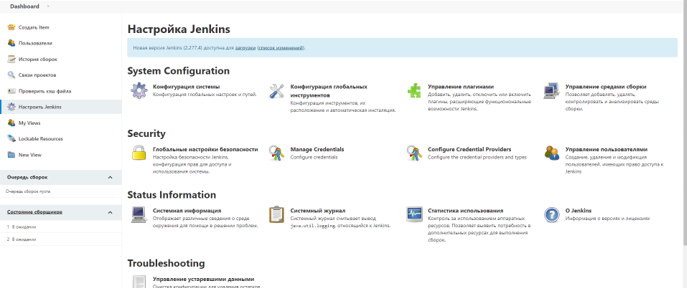 Dashboard
Создать Item
Пользователи
История сборок
Связи проектов
Проверить хэш файла
Настроить Jenkins
My Views
Lockable Resources
New View
Очередь сборок
Очередь сборок пуста
Состояние сборщиков
1 В ожидании
2 В ожидании
Настройка Jenkins
Новая версия Jenkins (2.277.4) доступна для загрузки (список изменений).
System Configuration
Конфигурация системы
Конфигурация глобальных настроек и путей.
Конфигурация глобальных
инструментов
Конфигурация инструментов, их
расположение и автоматическая инсталяция.
Управление плагинами
Добавить, удалить, отключить или включить
плагины, расширяющие функциональные
возможности Jenkins.
Управление средами сборки
Позволяет добавлять, удалять,
контролировать и анализировать среды
сборки.
Security
Глобальные настройки безопасности
Настройка безопасности Jenkins,
конфигурация прав для доступа и
использования системы.
Manage Credentials
Configure credentials
Configure Credential Providers
Configure the credential providers and types
Управление пользователями
Создание, удаление и модификация
пользователей, имеющих право доступа к
Jenkins
Status Information
Системная информация
Отображает различные сведения о среде
окружения для помощи в решении проблем.
Системный журнал
Системный журнал считывает вывод
java.util.logging, относящийся к Jenkins.
Статистика использования
Контроль за использованием аппаратных
ресурсов. Позволяет выявить потребность в
дополнительных ресурсах для выполнения
сборок.
О Jenkins
Информация о версиях и лицензиях
Troubleshooting
Управление устаревшими данными